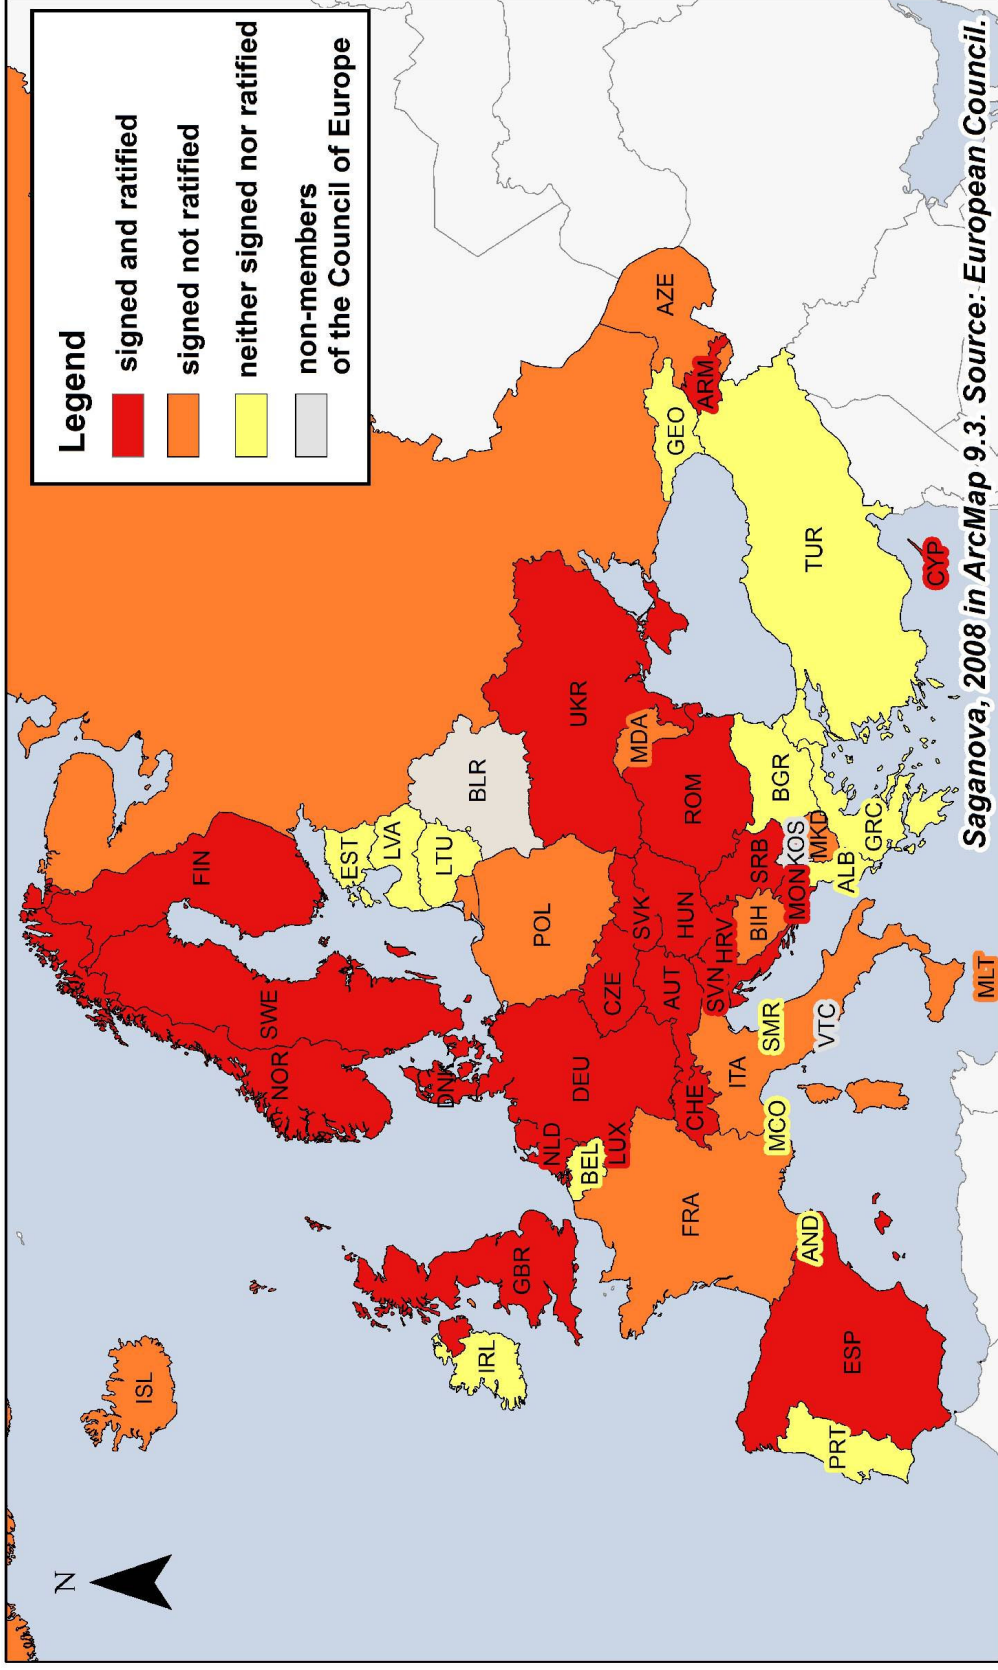 N
Legend
signed and ratified
signed not ratified
neither signed nor ratified
non-members
of the Council of Europe
ISL
NOR
SWE
FIN
EST
LVA
LTU
DNK
IRL
GBR
NLD
BEL
LUX
DEU
POL
BLR
UKR
CZE
SVK
MDA
FRA
CHE
AUT
HUN
ROM
SVN
HRV
ITA
BIH
SRB
MON
KOS
MKD
BGR
GEO
ARM
AZE
MCO
SMR
VTC
AND
ESP
PRT
ALB
GRC
TUR
CYP
MLT
Saganova, 2008 in ArcMap 9.3. Source: European Council.